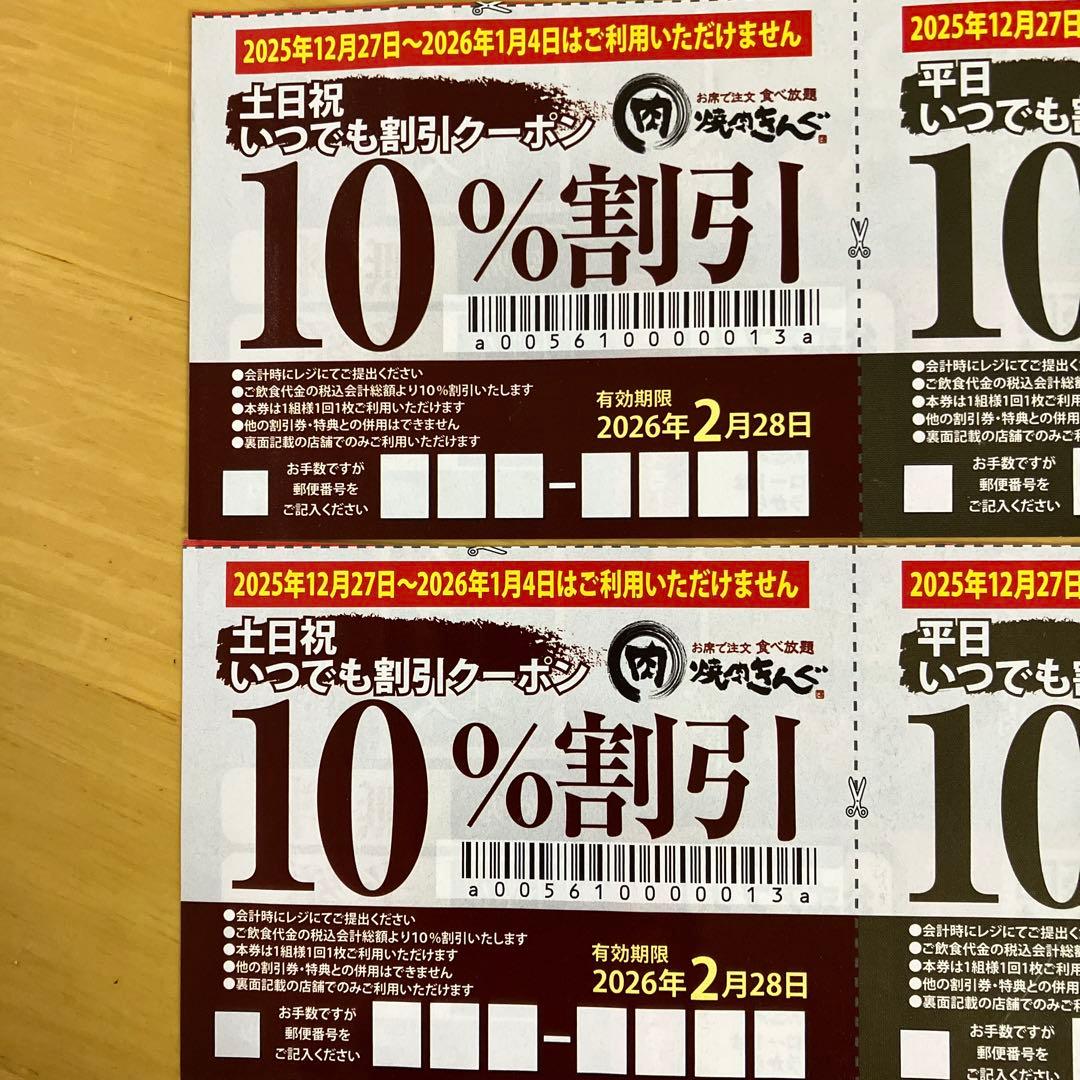 2025年12月27日～2026年1月4日はご利用いただけません
土日祝
いつでも割引クーポン
肉
お席で注文 食べ放題
焼肉きんぐ
10%割引
a0056100000013a
●会計時にレジにてご提出ください
●ご飲食代金の税込会計総額より10%割引いたします
●本券は1組様1回1枚ご利用いただけます
●他の割引券・特典との併用はできません
●裏面記載の店舗でのみご利用いただけます
有効期限
2026年2月28日
お手数ですが
郵便番号を
ご記入ください
2025年12月27日
平日
いつでも
10
●会計時にレジにてご提出くだ
●ご飲食代金の税込会計総額
●本券は1組様1回1枚ご利用
●他の割引券・特典との併用
●裏面記載の店舗でのみご利
お手数ですが
郵便番号を
ご記入ください
2025年12月27日～2026年1月4日はご利用いただけません
土日祝
いつでも割引クーポン
肉
お席で注文 食べ放題
焼肉きんぐ
10%割引
a0056100000013a
●会計時にレジにてご提出ください
●ご飲食代金の税込会計総額より10%割引いたします
●本券は1組様1回1枚ご利用いただけます
●他の割引券・特典との併用はできません
●裏面記載の店舗でのみご利用いただけます
有効期限
2026年2月28日
お手数ですが
郵便番号を
ご記入ください
2025年12月27
平日
いつでも
10
●会計時にレジにてご提出くだ
●ご飲食代金の税込会計総額
●本券は1組様1回1枚ご利用
●他の割引券・特典との併用
●裏面記載の店舗でのみご利
お手数ですが
郵便番号を
ご記入ください